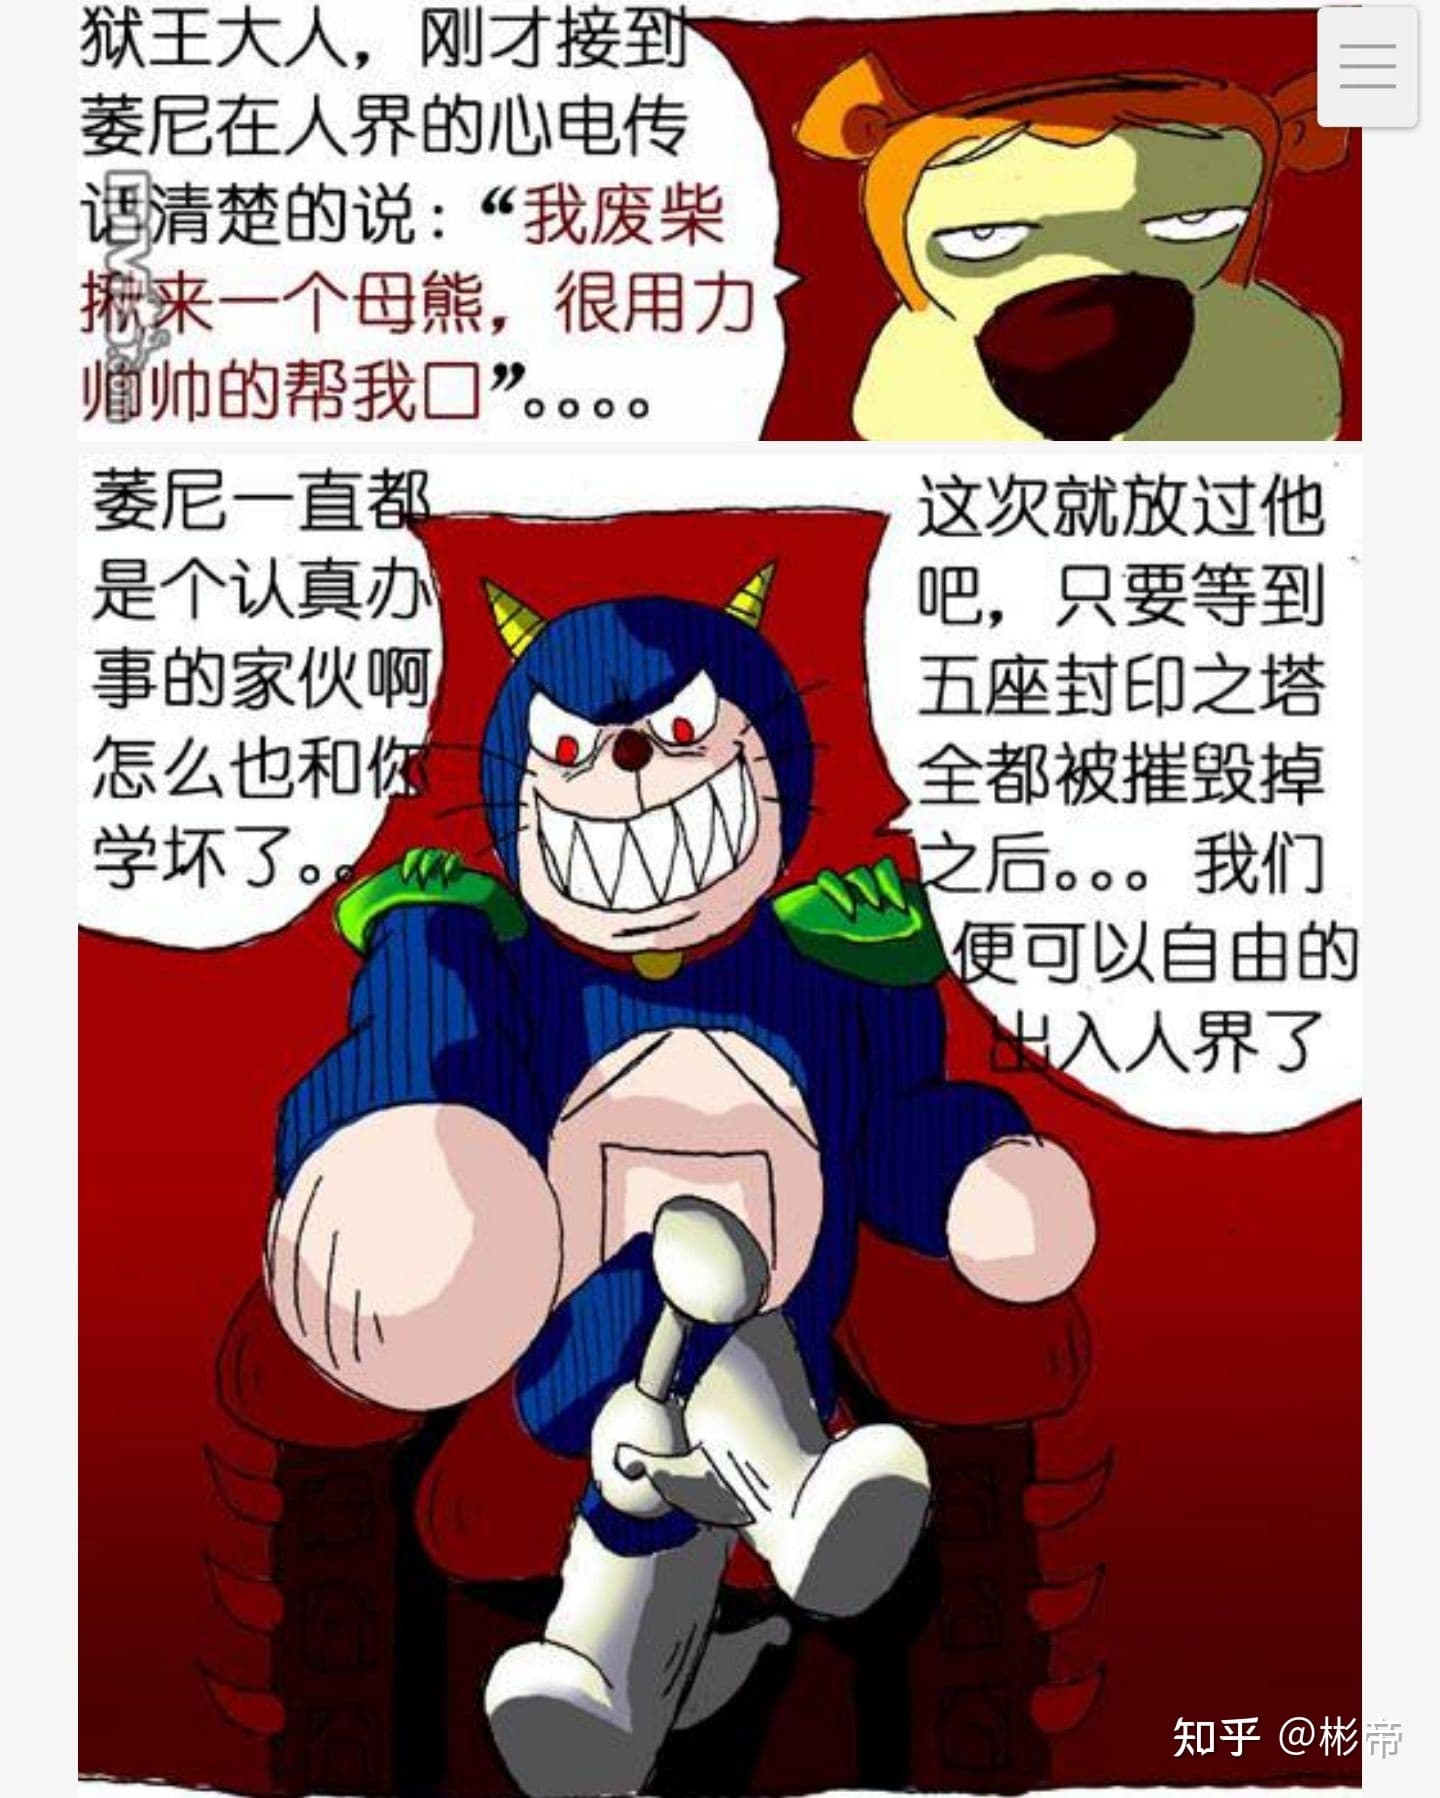 狱王大人，刚才接到
萎尼在人界的心电传
话清楚的说：“我废柴
揪来一个母熊，很用力
帅帅的帮我口”。。。。
萎尼一直都
是个认真办
事的家伙啊
怎么也和你
学坏了。。
这次就放过他
吧，只要等到
五座封印之塔
全都被摧毁掉
之后。。。我们
便可以自由的
出入人界了
知乎 @彬帝